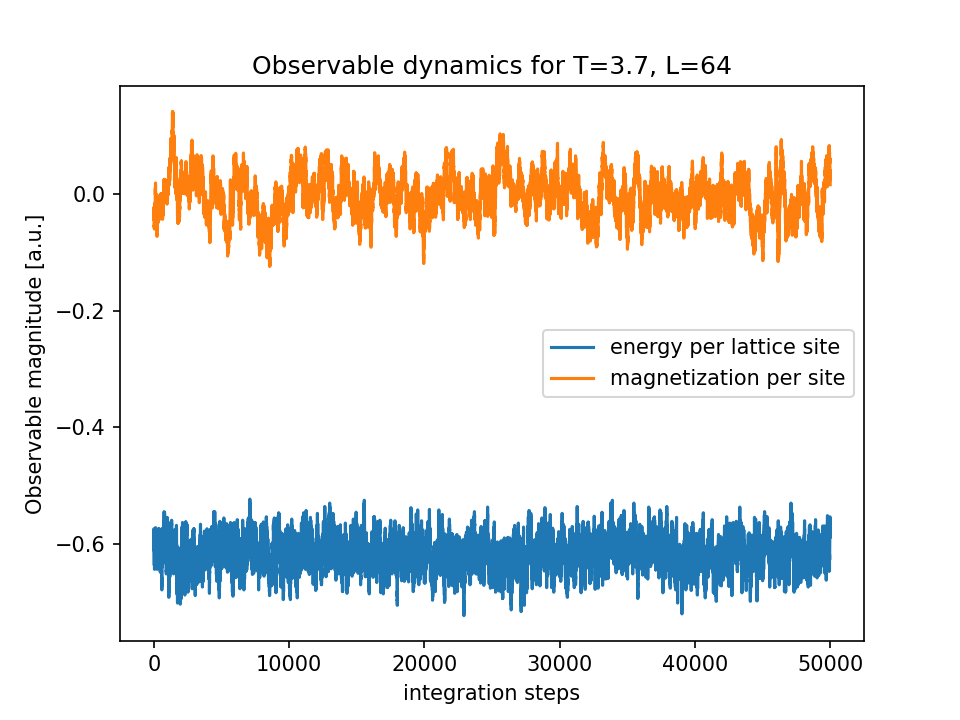 Observable dynamics for T=3.7, L=64
Observable magnitude [a.u.]
0.0
−0.2
−0.4
−0.6
energy per lattice site
magnetization per site
0 10000 20000 30000 40000 50000
integration steps